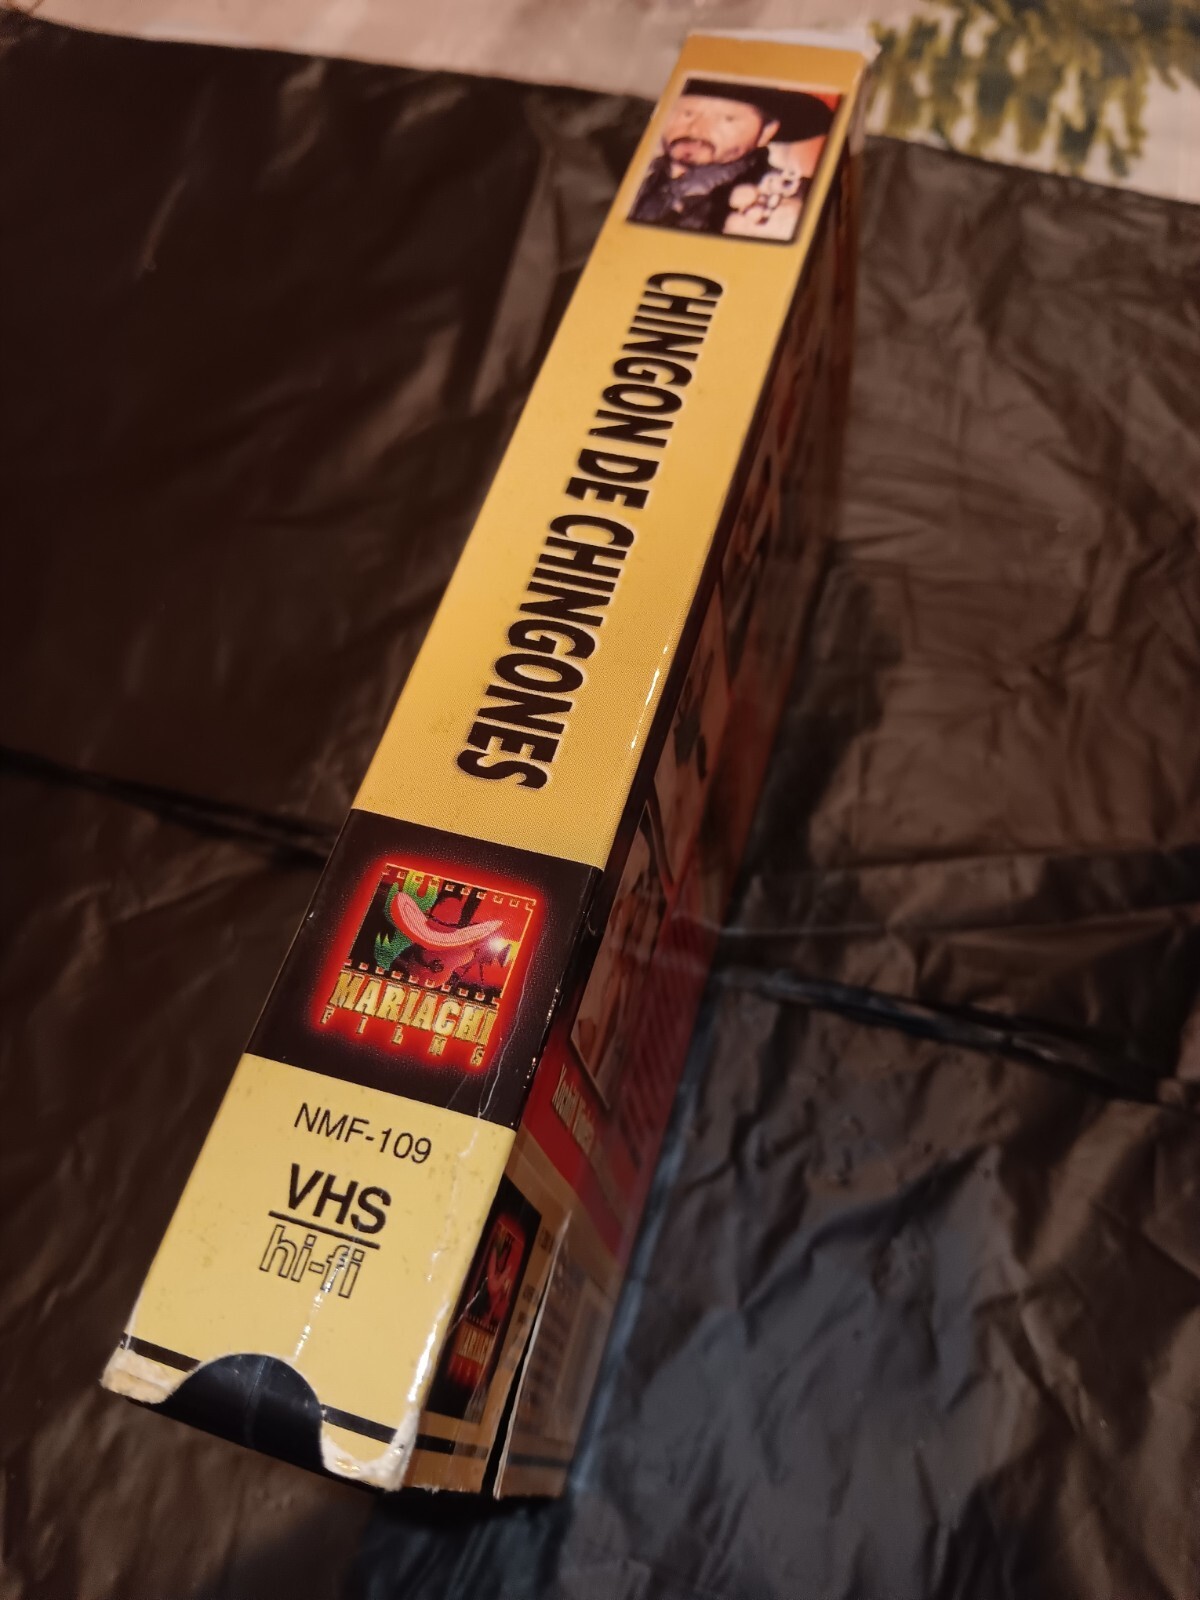 CHINGON DE CHINGONES
MARIACHI
FILMS
NMF-109
VHS
hi-fi